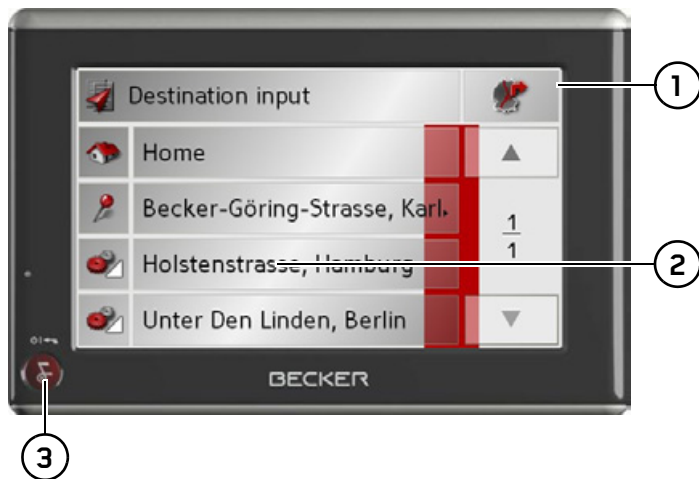 Destination input
Home
Becker-Göring-Strasse, Karl
1
1
Holstenstrasse, Hamburg
Unter Den Linden, Berlin
BECKER
1
2
3